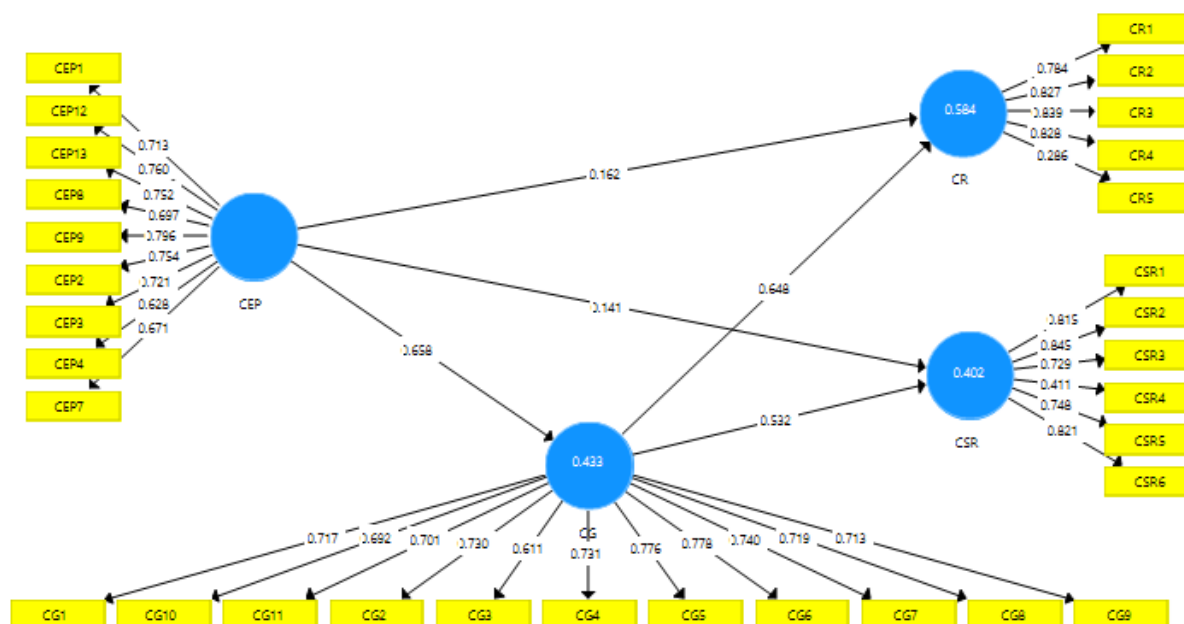 CEP1
CEP12
CEP13
CEP8
CEP9
CEP2
CEP3
CEP4
CEP7
0.713
0.760
0.752
0.697
0.796
0.754
0.721
0.628
0.671
CEP
0.162
0.141
0.658
0.648
0.532
0.584
CR
0.784
0.827
0.839
0.828
0.286
CR1
CR2
CR3
CR4
CR5
0.402
CSR
0.815
0.845
0.729
0.411
0.748
0.821
CSR1
CSR2
CSR3
CSR4
CSR5
CSR6
0.433
CG
0.717
0.692
0.701
0.730
0.611
0.731
0.776
0.778
0.740
0.719
0.713
CG1
CG10
CG11
CG2
CG3
CG4
CG5
CG6
CG7
CG8
CG9